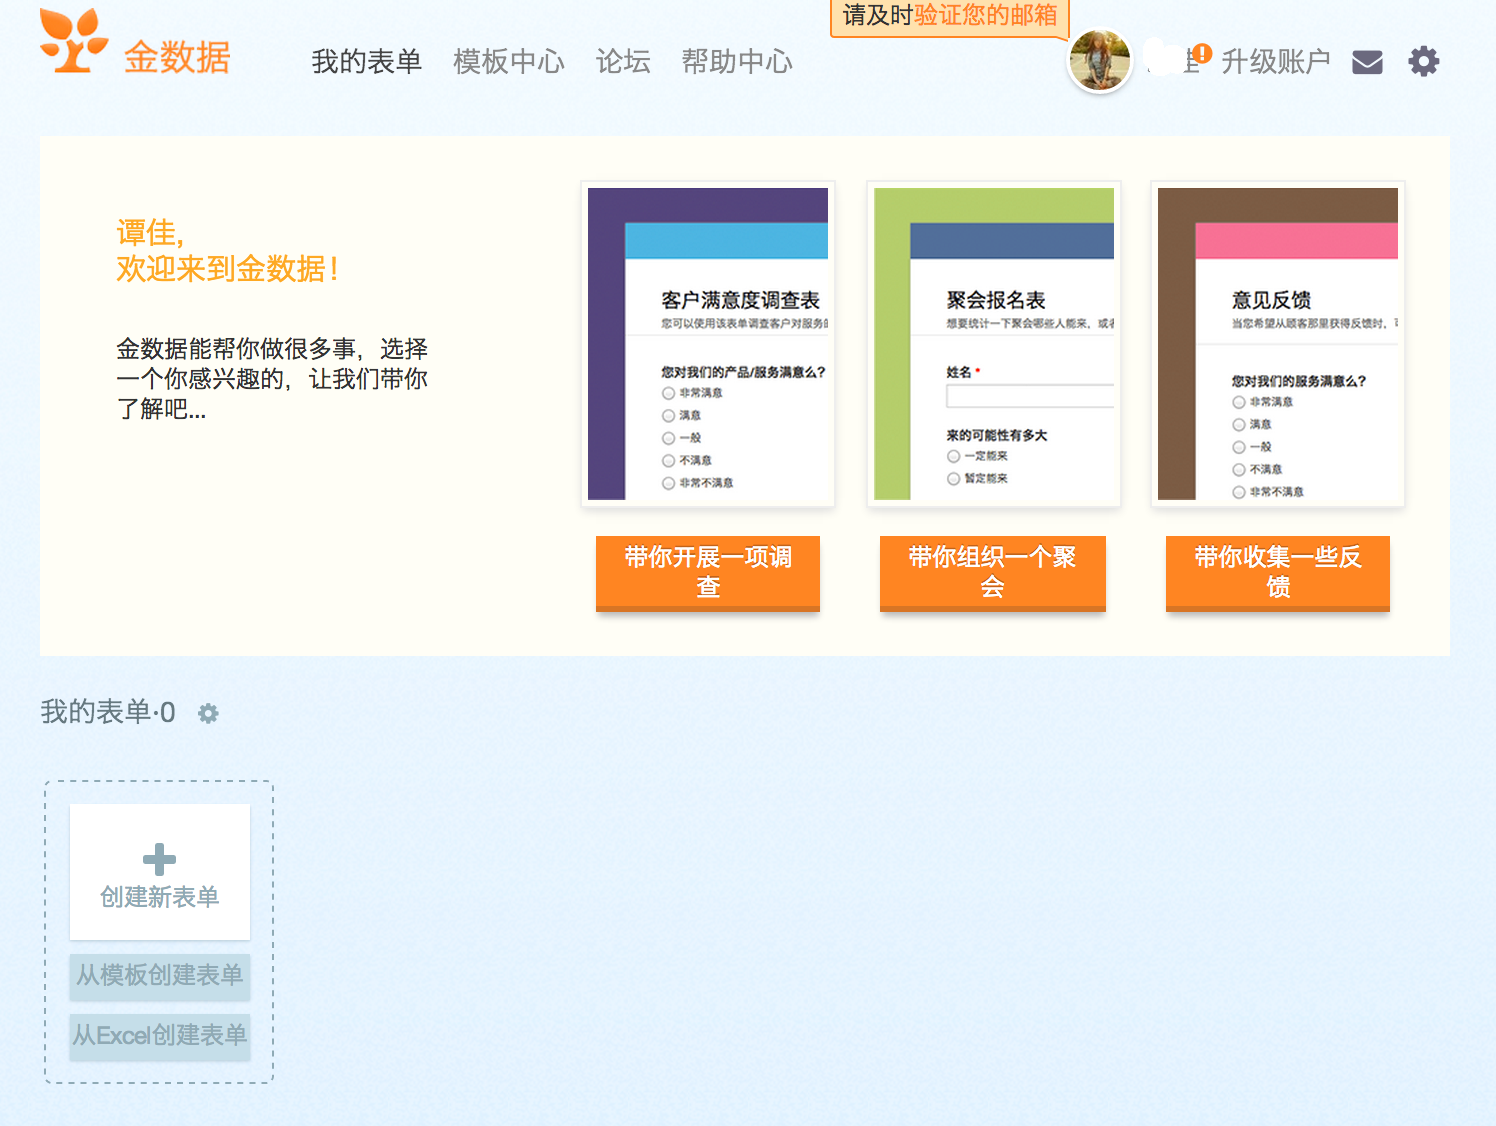 请及时验证您的邮箱
金数据
我的表单 模板中心 论坛 帮助中心
升级账户
谭佳,
欢迎来到金数据!
金数据能帮你做很多事，选择
一个你感兴趣的，让我们带你
了解吧...
客户满意度调查表
您可以使用该表单调查客户对服务的
您对我们的产品/服务满意么?
非常满意
满意
一般
不满意
非常不满意
带你开展一项调
查
聚会报名表
想要统计一下聚会哪些人能来，或者
姓名 *
来的可能性有多大
一定能来
暂定能来
带你组织一个聚
会
意见反馈
当您希望从顾客那里获得反馈时，
您对我们的服务满意么?
非常满意
满意
一般
不满意
非常不满意
带你收集一些反
馈
我的表单·0
创建新表单
从模板创建表单
从Excel创建表单